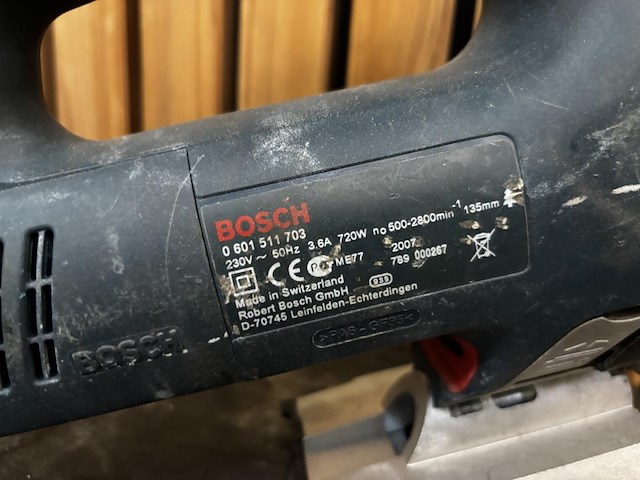 BOSCH
0 601 511 703
230V ~ 50Hz 3.6A 720W n₀ 500-2800min⁻¹ 135mm
CE ME77 2007
789 000267
Made in Switzerland
Robert Bosch GmbH
D-70745 Leinfelden-Echterdingen
BOSCH